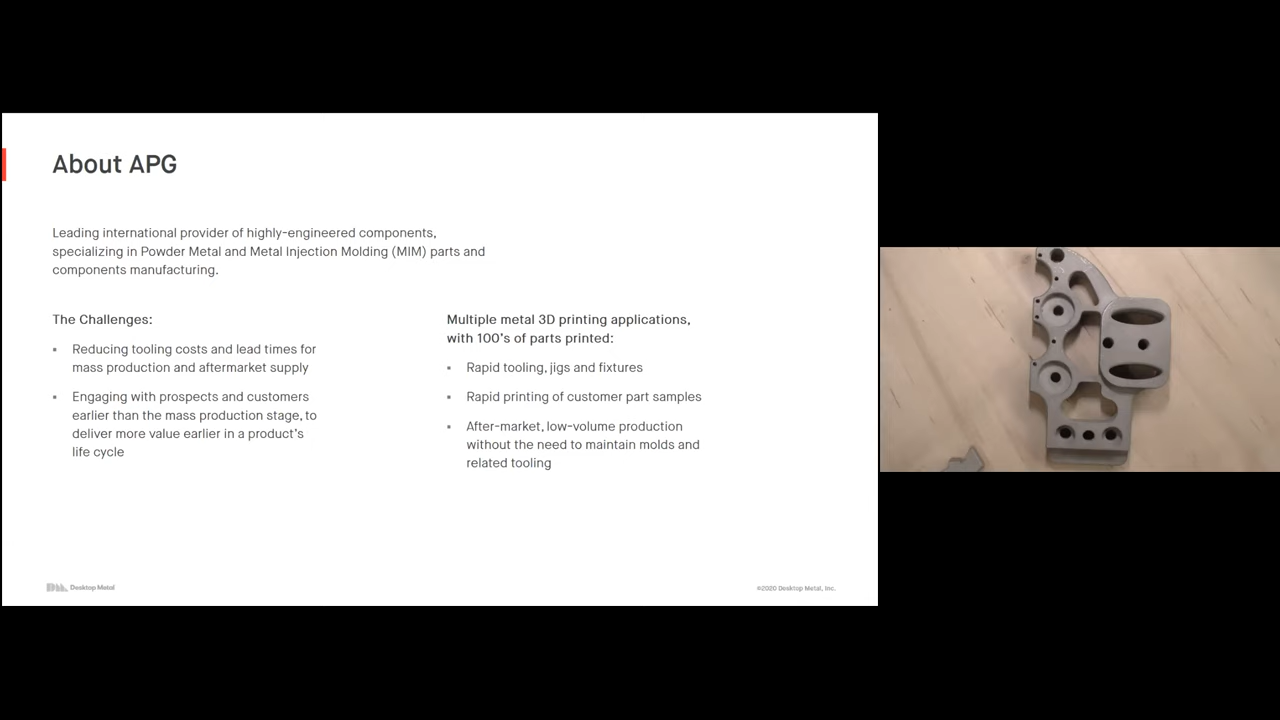 About APG
Leading international provider of highly-engineered components,
specializing in Powder Metal and Metal Injection Molding (MIM) parts and
components manufacturing.
The Challenges:
▪ Reducing tooling costs and lead times for
mass production and aftermarket supply
▪ Engaging with prospects and customers
earlier than the mass production stage, to
deliver more value earlier in a product's
life cycle
Multiple metal 3D printing applications,
with 100's of parts printed:
▪ Rapid tooling, jigs and fixtures
▪ Rapid printing of customer part samples
▪ After-market, low-volume production
without the need to maintain molds and
related tooling
Desktop Metal
©2020 Desktop Metal, Inc.